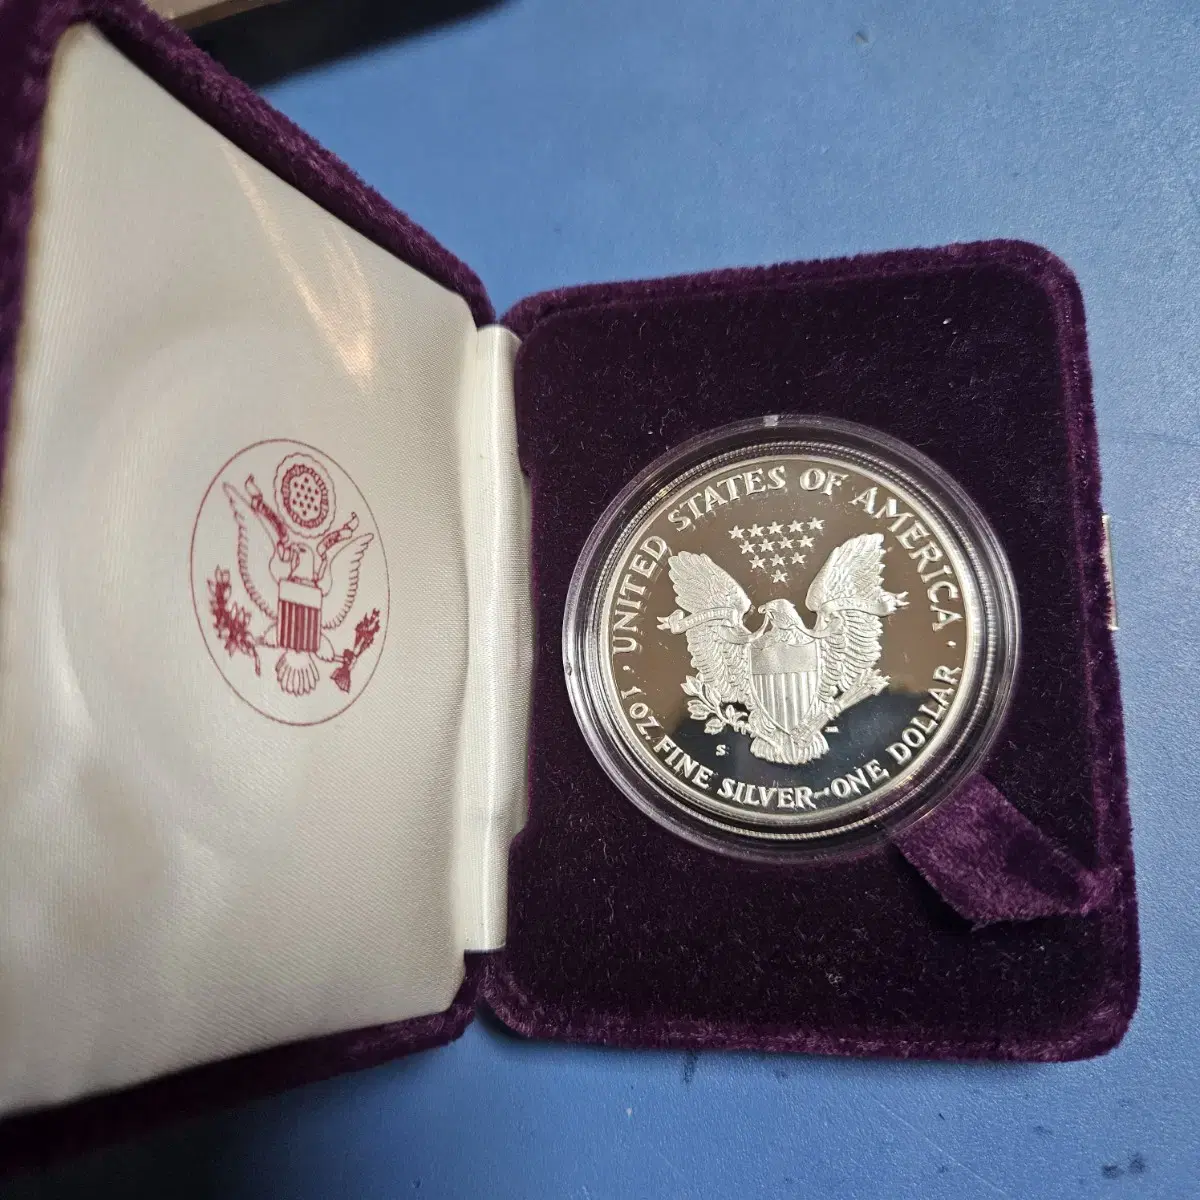 UNITED STATES OF AMERICA
S
1 OZ. FINE SILVER~ONE DOLLAR